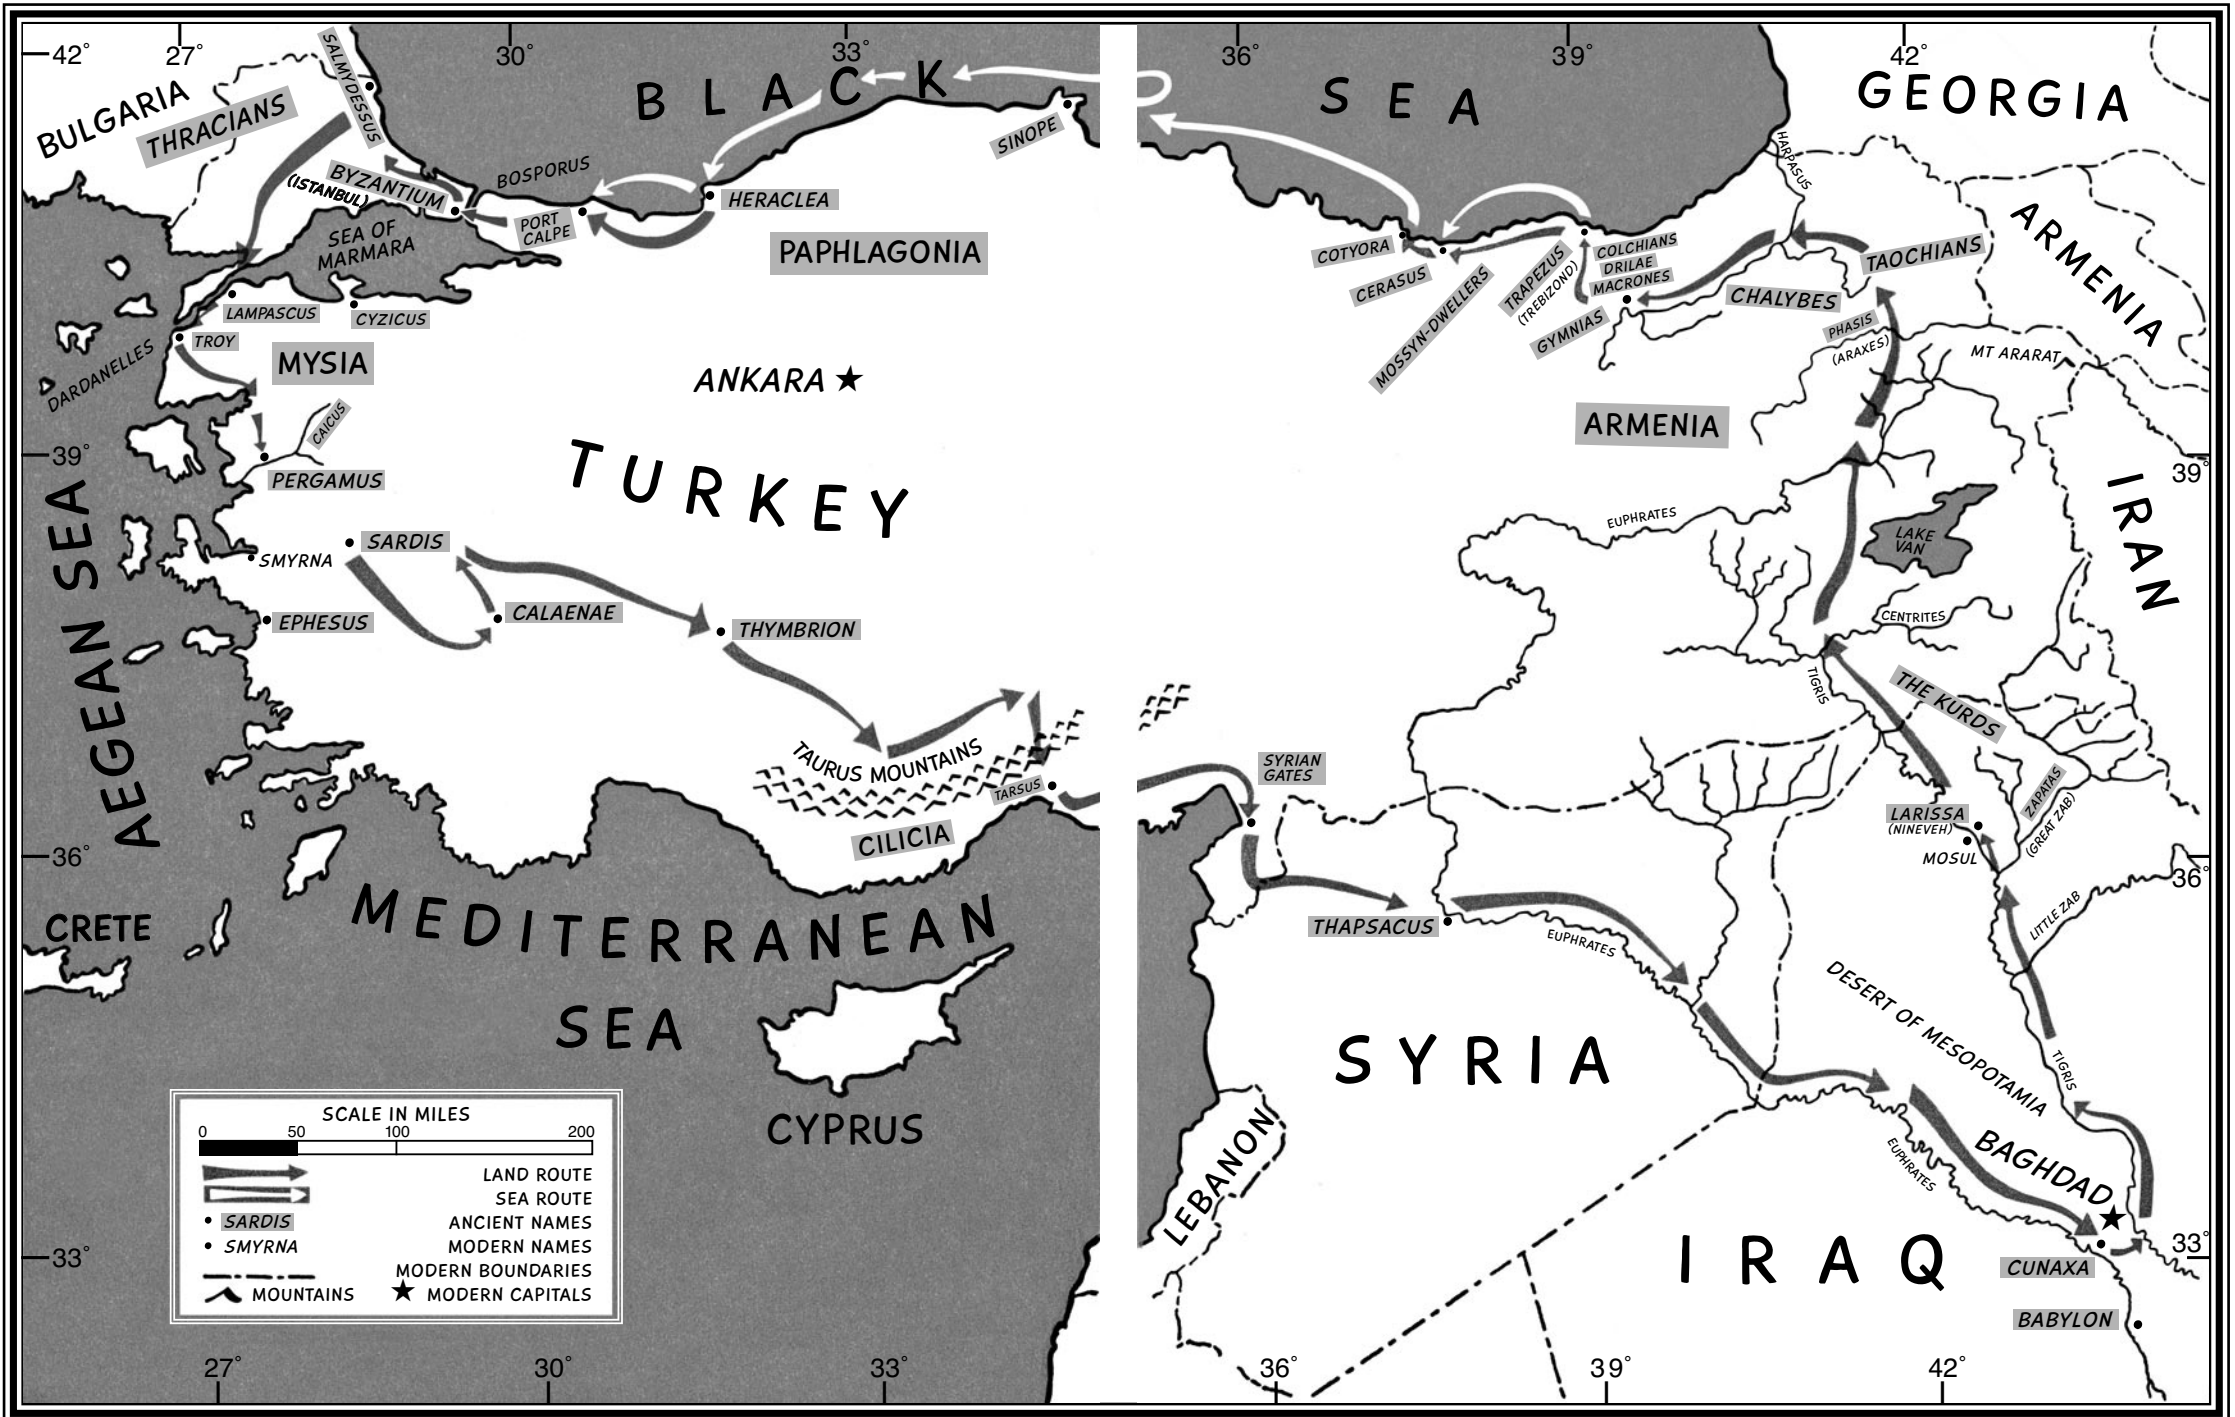 42°
27°
30°
33°
36°
39°
42°
BULGARIA
THRACIANS
SALMYDESSUS
BLACK
SEA
GEORGIA
SINOPE
BOSPORUS
BYZANTIUM
(ISTANBUL)
HERACLEA
PORT
CALPE
SEA OF
MARMARA
PAPHLAGONIA
LAMPASCUS
CYZICUS
TROY
DARDANELLES
MYSIA
ANKARA
CAICUS
39°
PERGAMUS
TURKEY
AEGEAN SEA
SARDIS
SMYRNA
EPHESUS
CALAENAE
THYMBRION
TAURUS MOUNTAINS
TARSUS
CILICIA
36°
CRETE
MEDITERRANEAN
SEA
CYPRUS
SCALE IN MILES
0 50 100 200
LAND ROUTE
SEA ROUTE
SARDIS ANCIENT NAMES
SMYRNA MODERN NAMES
MODERN BOUNDARIES
MOUNTAINS MODERN CAPITALS
33°
27°
30°
33°
HARPASUS
ARMENIA
COTYORA
CERASUS
MOSSYN-DWELLERS
TRAPEZUS
(TREBIZOND)
COLCHIANS
DRILAE
MACRONES
GYMNIAS
TAOCHIANS
CHALYBES
PHASIS
(ARAXES)
MT ARARAT
ARMENIA
39°
IRAN
EUPHRATES
LAKE
VAN
CENTRITES
TIGRIS
THE KURDS
SYRIAN
GATES
LARISSA
(NINEVEH)
MOSUL
ZAPATAS
(GREAT ZAB)
36°
THAPSACUS
EUPHRATES
LITTLE ZAB
DESERT OF MESOPOTAMIA
SYRIA
TIGRIS
LEBANON
EUPHRATES
BAGHDAD
IRAQ
33°
CUNAXA
BABYLON
36°
39°
42°